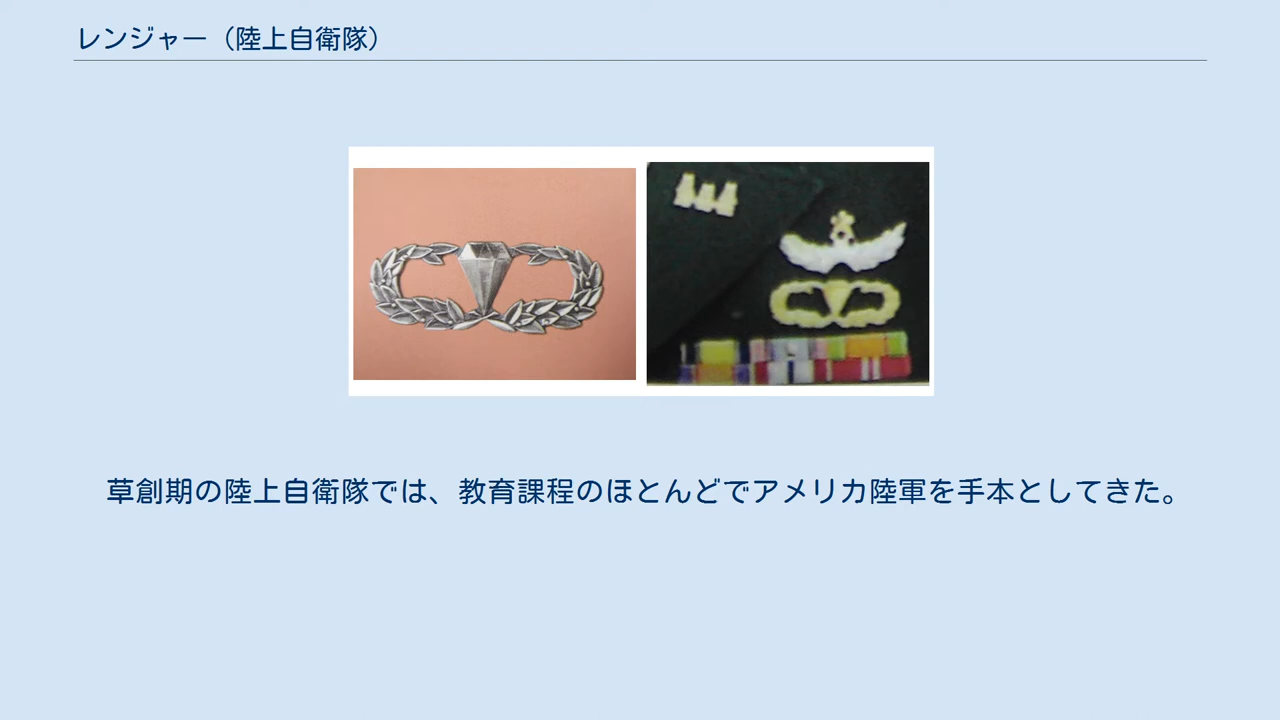 レンジャー（陸上自衛隊）
草創期の陸上自衛隊では、教育課程のほとんどでアメリカ陸軍を手本としてきた。